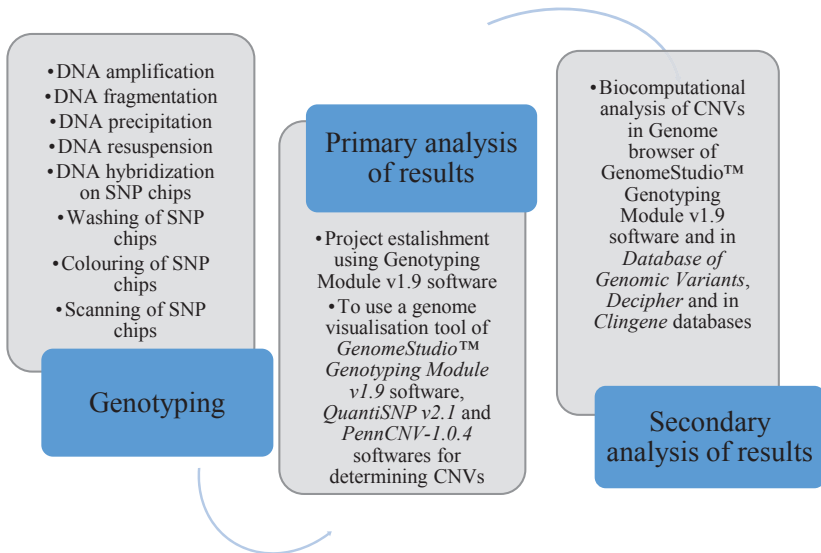 •DNA amplification
•DNA fragmentation
•DNA precipitation
•DNA resuspension
•DNA hybridization
on SNP chips
•Washing of SNP
chips
•Colouring of SNP
chips
•Scanning of SNP
chips
Genotyping
Primary analysis
of results
•Project estalishment
using Genotyping
Module v1.9 software
•To use a genome
visualisation tool of
GenomeStudio™
Genotyping Module
v1.9 software,
QuantiSNP v2.1 and
PennCNV-1.0.4
softwares for
determining CNVs
•Biocomputational
analysis of CNVs
in Genome
browser of
GenomeStudio™
Genotyping
Module v1.9
software and in
Database of
Genomic Variants,
Decipher and in
Clingene databases
Secondary
analysis of results